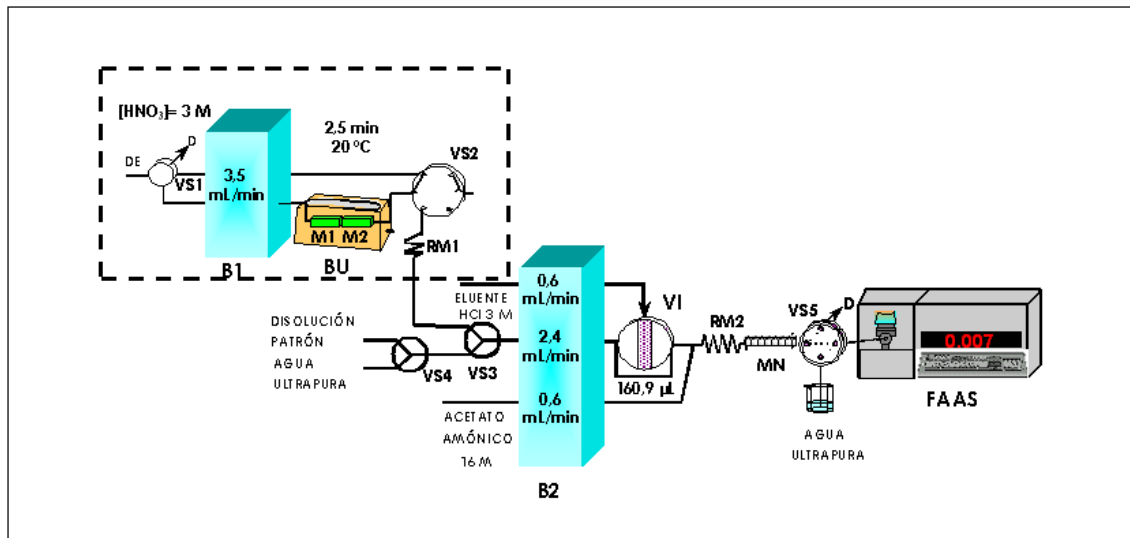 [HNO₃]= 3 M
D
DE
VS1
3,5
mL/min
2,5 min
20 ºC
VS2
M1 M2
B1
BU
RM1
ELUENTE
HCl 3 M
0,6
mL/min
VI
RM2
VS5
D
0.007
DISOLUCIÓN
PATRÓN
AGUA
ULTRAPURA
VS4
VS3
2,4
mL/min
160,9 µL
MN
FAAS
ACETATO
AMÓNICO
16 M
0,6
mL/min
AGUA
ULTRAPURA
B2